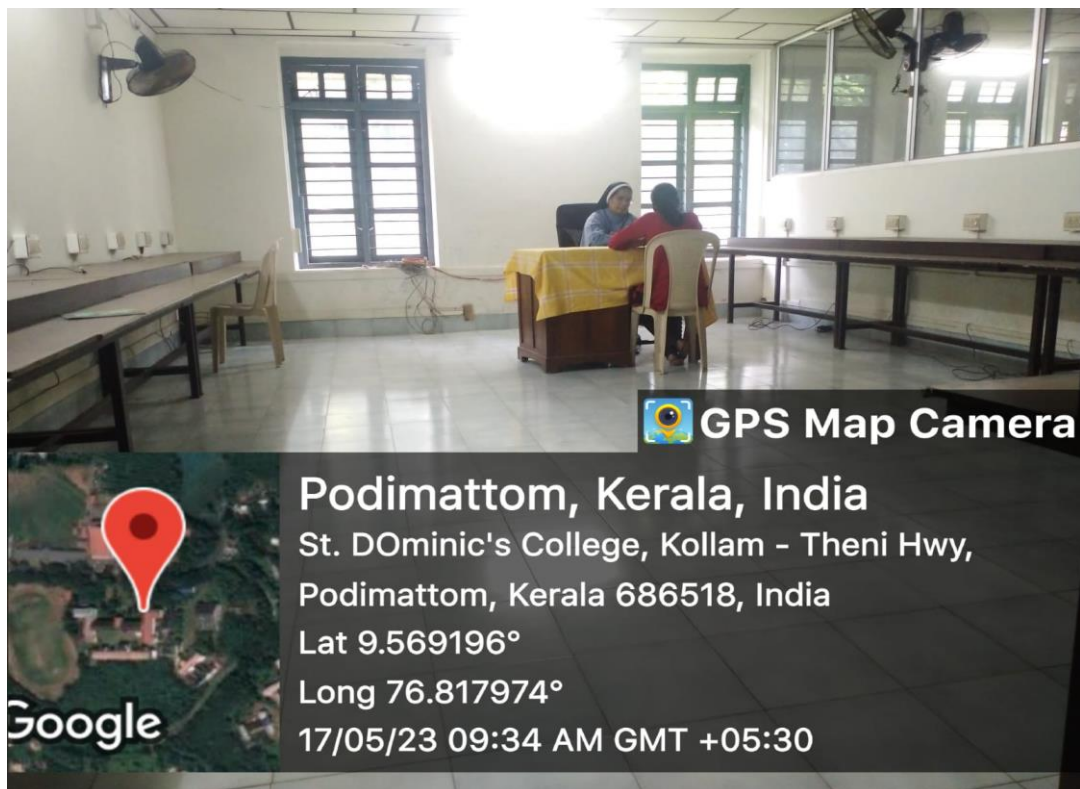 GPS Map Camera
Podimattom, Kerala, India
St. DOminic's College, Kollam - Theni Hwy,
Podimattom, Kerala 686518, India
Lat 9.569196°
Long 76.817974°
17/05/23 09:34 AM GMT +05:30
Google